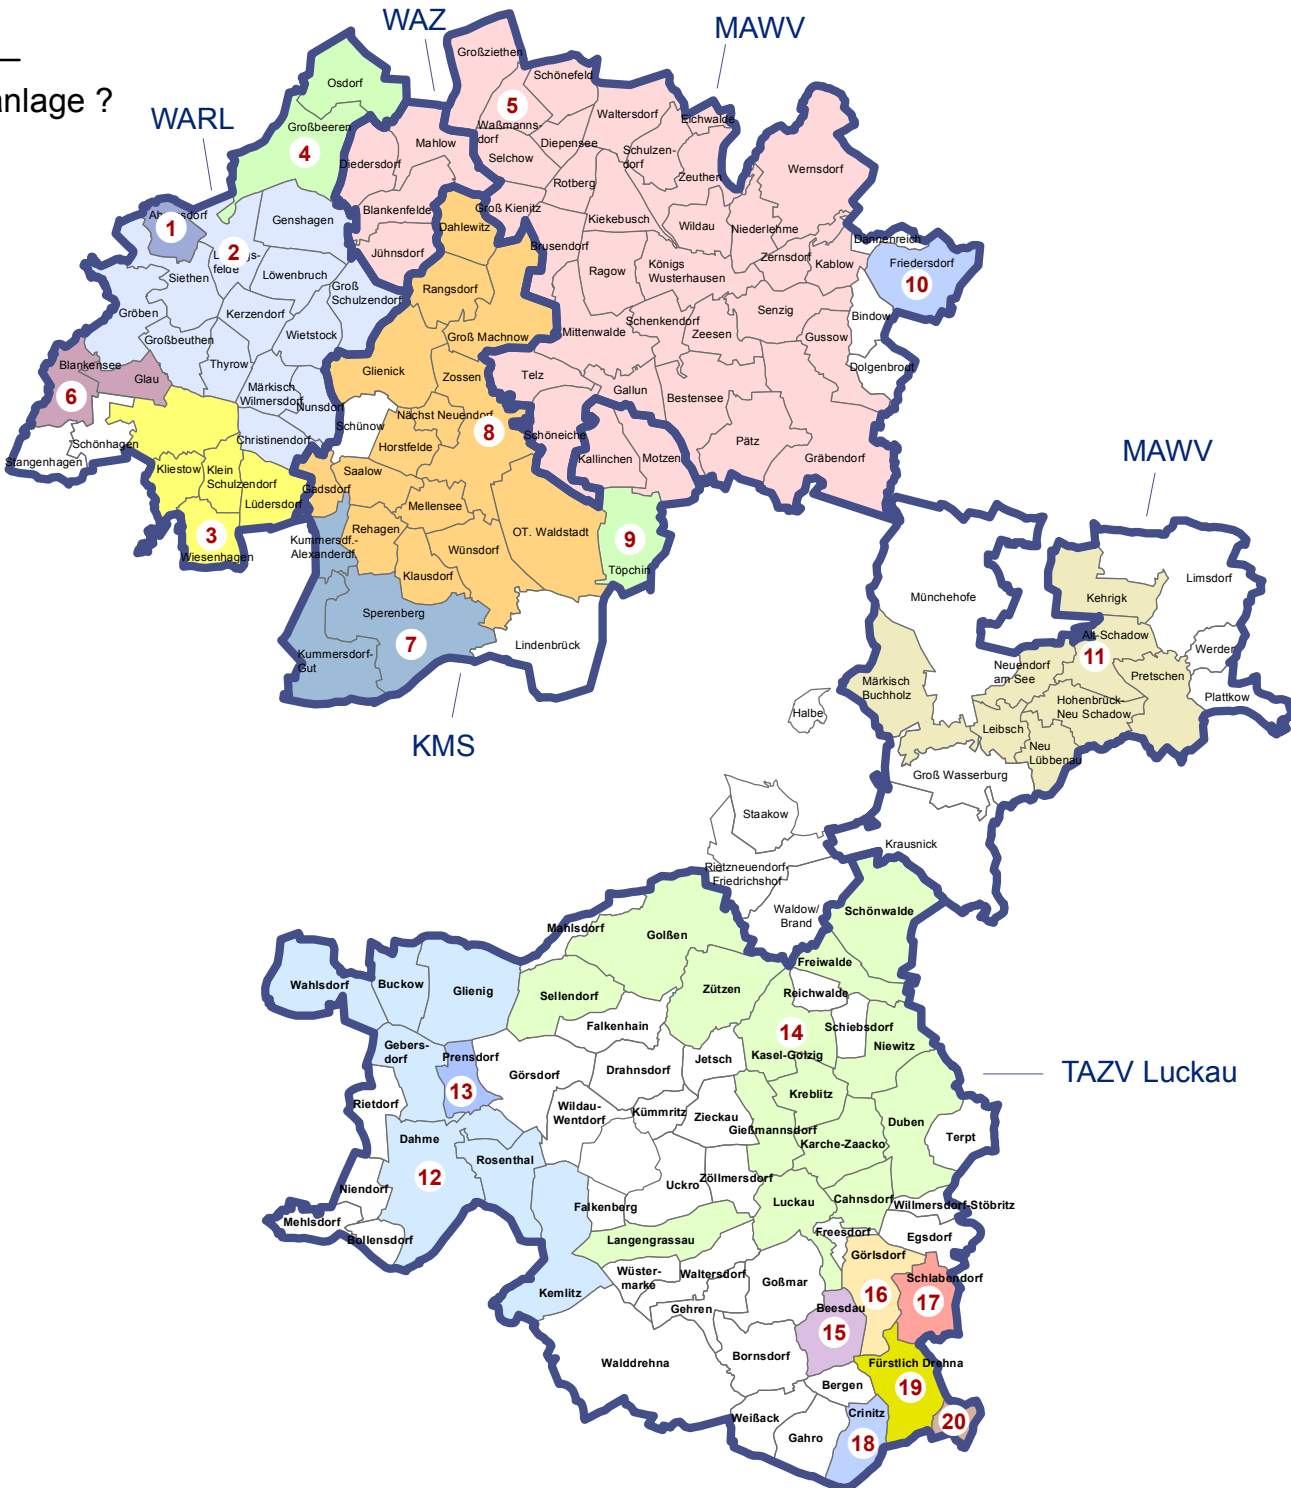 WAZ
MAWV
anlage ?
WARL
Großziethen
Schönefeld
Osdorf
5
Waltersdorf
Eichwalde
Großbeeren
Waßmanns-
dorf
Diepensee
Mahlow
4
Selchow
Schulzen-
dorf
Diedersdorf
Zeuthen
Wernsdorf
Rotberg
Blankenfelde
Groß Kienitz
Kiekebusch
Wildau
Niederlehme
Genshagen
1
Dahlewitz
2
Jühnsdorf
Brusendorf
Dannenreich
Zernsdorf
Kablow
Friedersdorf
10
felde
Siethen
Löwenbruch
Ragow
Königs
Wusterhausen
Groß
Schulzendorf
Rangsdorf
Gröben
Kerzendorf
Senzig
Bindow
Schenkendorf
Zeesen
Gussow
Großbeuthen
Wietstock
Groß Machnow
Mittenwalde
Blankensee
Glau
Thyrow
Glienick
Zossen
Telz
Dolgenbrodt
6
Märkisch
Wilmersdorf
Nunsdorf
Gallun
Bestensee
Schünow
Nächst Neuendorf
8
Schöneiche
Pätz
Schönhagen
Christinendorf
Horstfelde
Stangenhagen
Kallinchen
Motzen
Gräbendorf
MAWV
Kliestow
Klein
Schulzendorf
Saalow
Gadsdorf
Lüdersdorf
Mellensee
3
Wiesenhagen
Rehagen
OT. Waldstadt
9
Kummersdf.-
Alexanderdf.
Wünsdorf
Töpchin
Klausdorf
Limsdorf
Kehrigk
Münchehofe
Sperenberg
7
Lindenbrück
Alt-Schadow
11
Werder
Kummersdorf-
Gut
Neuendorf
am See
Pretschen
Märkisch
Buchholz
Plattkow
Hohenbrück-
Neu Schadow
Halbe
Leibsch
KMS
Neu
Lübbenau
Groß Wasserburg
Staakow
Krausnick
Rietzneuendorf-
Friedrichshof
Waldow/
Brand
Schönwalde
Mahlsdorf
Golßen
Freiwalde
Wahlsdorf
Buckow
Glienig
Sellendorf
Zützen
Reichwalde
Falkenhain
14
Schiebsdorf
Gebers-
dorf
Prensdorf
Kasel-Golzig
Niewitz
Jetsch
13
Görsdorf
Drahnsdorf
TAZV Luckau
Kreblitz
Rietdorf
Wildau-
Wentdorf
Kümmritz
Zieckau
Gießmannsdorf
Duben
Terpt
Dahme
Karche-Zaacko
12
Rosenthal
Niendorf
Uckro
Zöllmersdorf
Luckau
Cahnsdorf
Willmersdorf-Stöbritz
Falkenberg
Mehlsdorf
Bollensdorf
Langengrassau
Freesdorf
Egsdorf
Görlsdorf
Wüster-
marke
Waltersdorf
Goßmar
Schlabendorf
Kemlitz
16
17
Gehren
Beesdau
15
Walddrehna
Bornsdorf
Fürstlich Drehna
Bergen
19
Weißack
Crinitz
20
Gahro
18